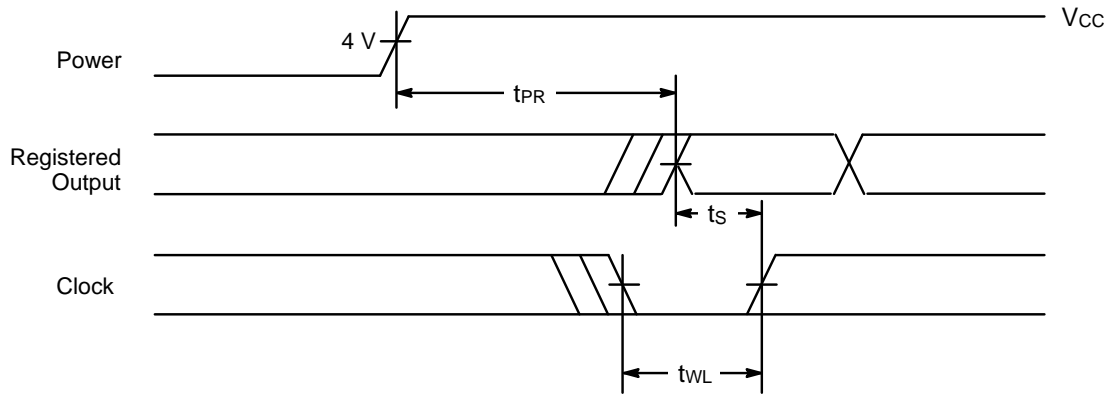 VCC
4 V
Power
tPR
Registered
Output
tS
Clock
tWL